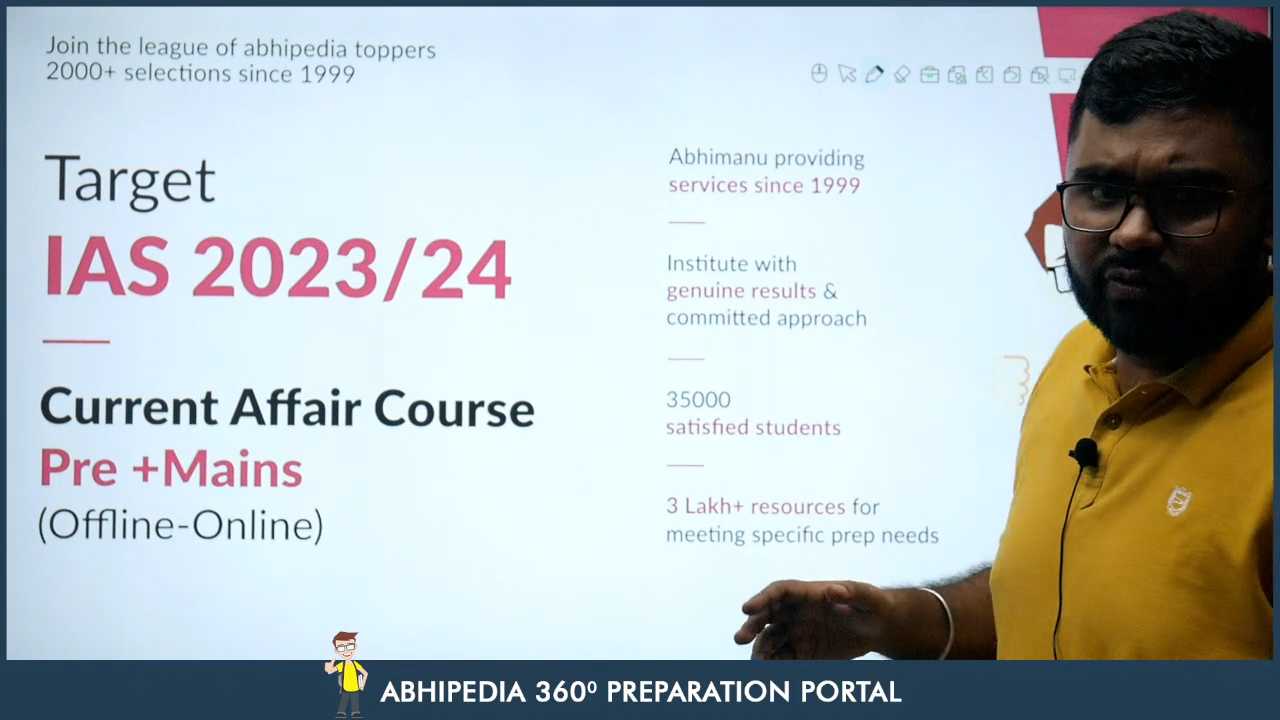 Join the league of abhipedia toppers
2000+ selections since 1999
Target
IAS 2023/24
Current Affair Course
Pre +Mains
(Offline-Online)
Abhimanu providing
services since 1999
Institute with
genuine results &
committed approach
35000
satisfied students
3 Lakh+ resources for
meeting specific prep needs
ABHIPEDIA 360⁰ PREPARATION PORTAL